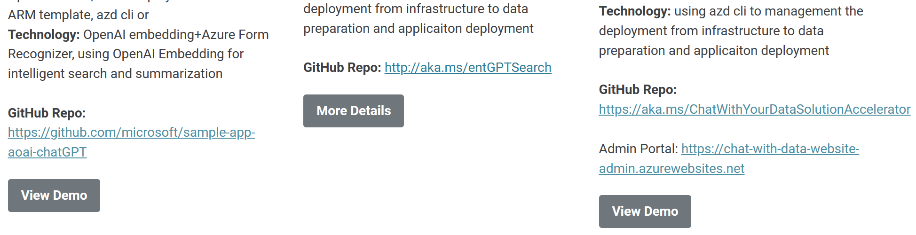 ARM template, azd cli or
Technology: OpenAI embedding+Azure Form
Recognizer, using OpenAI Embedding for
intelligent search and summarization
GitHub Repo:
https://github.com/microsoft/sample-app-
aoai-chatGPT
View Demo
deployment from infrastructure to data
preparation and applicaiton deployment
GitHub Repo: http://aka.ms/entGPTSearch
More Details
Technology: using azd cli to management the
deployment from infrastructure to data
preparation and applicaiton deployment
GitHub Repo:
https://aka.ms/ChatWithYourDataSolutionAccelerator
Admin Portal: https://chat-with-data-website-
admin.azurewebsites.net
View Demo